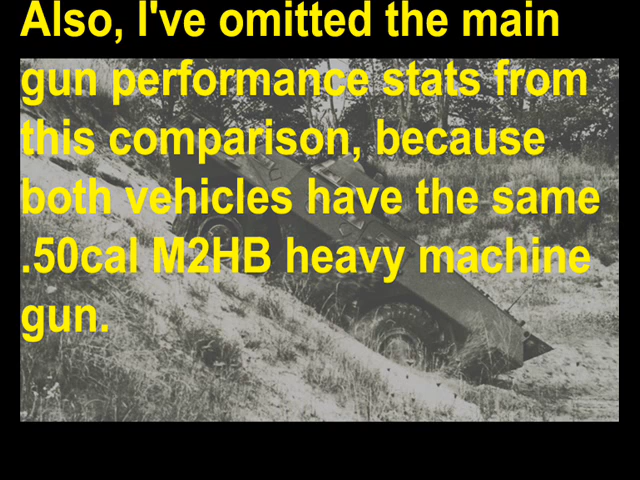 Also, I've omitted the main
gun performance stats from
this comparison, because
both vehicles have the same
.50cal M2HB heavy machine
gun.